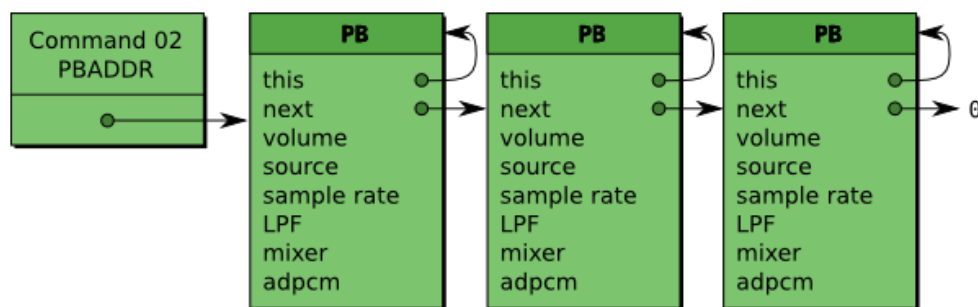 Command 02
PBADDR
PB
this
next
volume
source
sample rate
LPF
mixer
adpcm
PB
this
next
volume
source
sample rate
LPF
mixer
adpcm
PB
this
next
volume
source
sample rate
LPF
mixer
adpcm
0